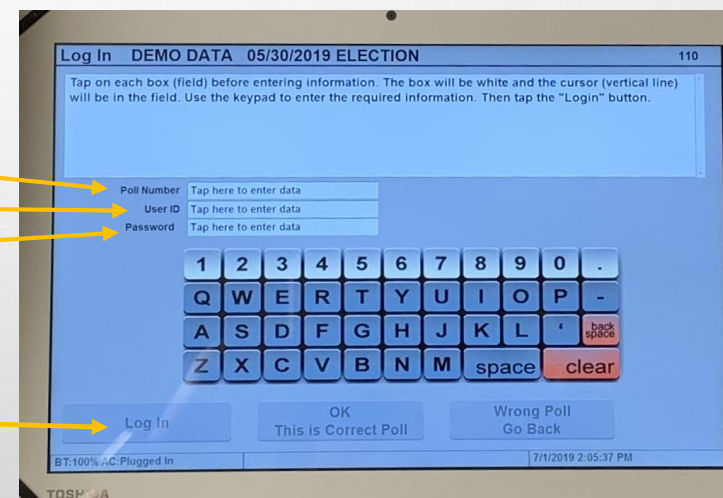 Log In DEMO DATA 05/30/2019 ELECTION 110
Tap on each box (field) before entering information. The box will be white and the cursor (vertical line)
will be in the field. Use the keypad to enter the required information. Then tap the "Login" button.
Poll Number Tap here to enter data
User ID Tap here to enter data
Password Tap here to enter data
1 2 3 4 5 6 7 8 9 0 .
Q W E R T Y U I O P -
A S D F G H J K L ‘ back space
Z X C V B N M space clear
Log In
OK
This is Correct Poll
Wrong Poll
Go Back
BT:100% AC:Plugged In 7/1/2019 2:05:37 PM
TOSHIBA